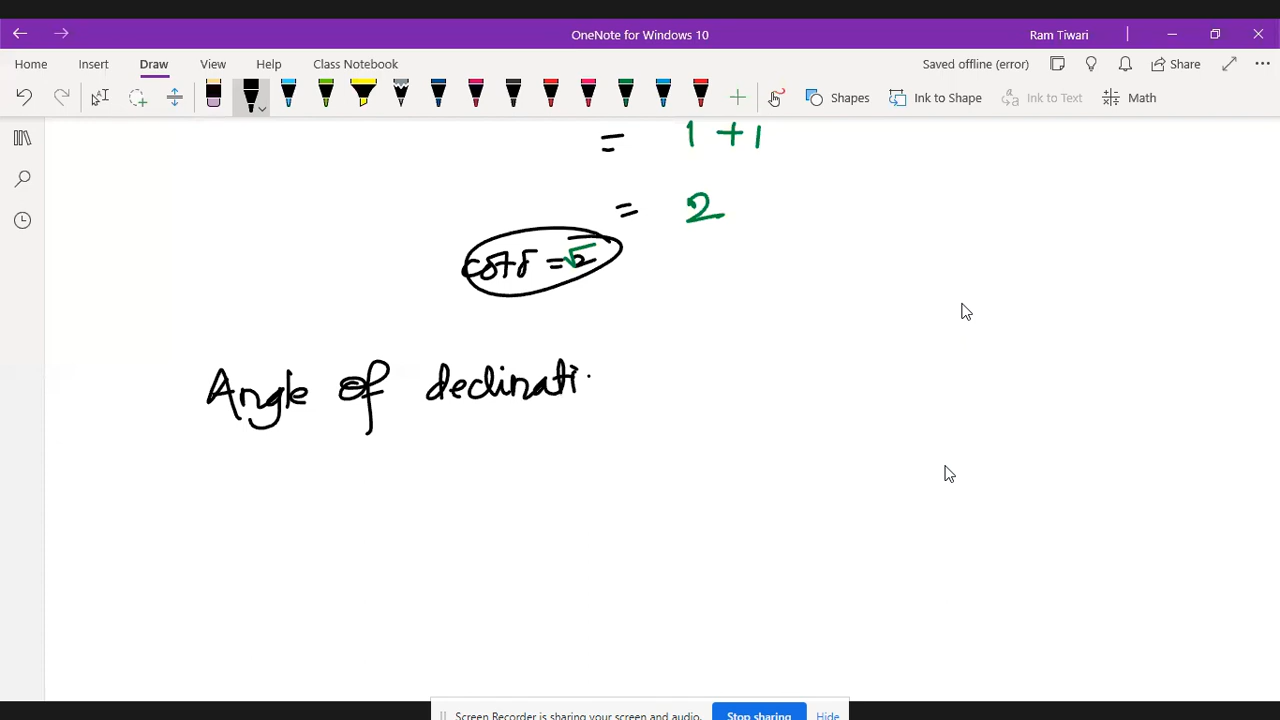 OneNote for Windows 10
Ram Tiwari
Home Insert Draw View Help Class Notebook
Saved offline (error) Share
Shapes Ink to Shape Ink to Text Math
= 1 + 1
= 2
cot δ = √2
Angle of declinati
Screen Recorder is sharing your screen and audio. Stop sharing Hide